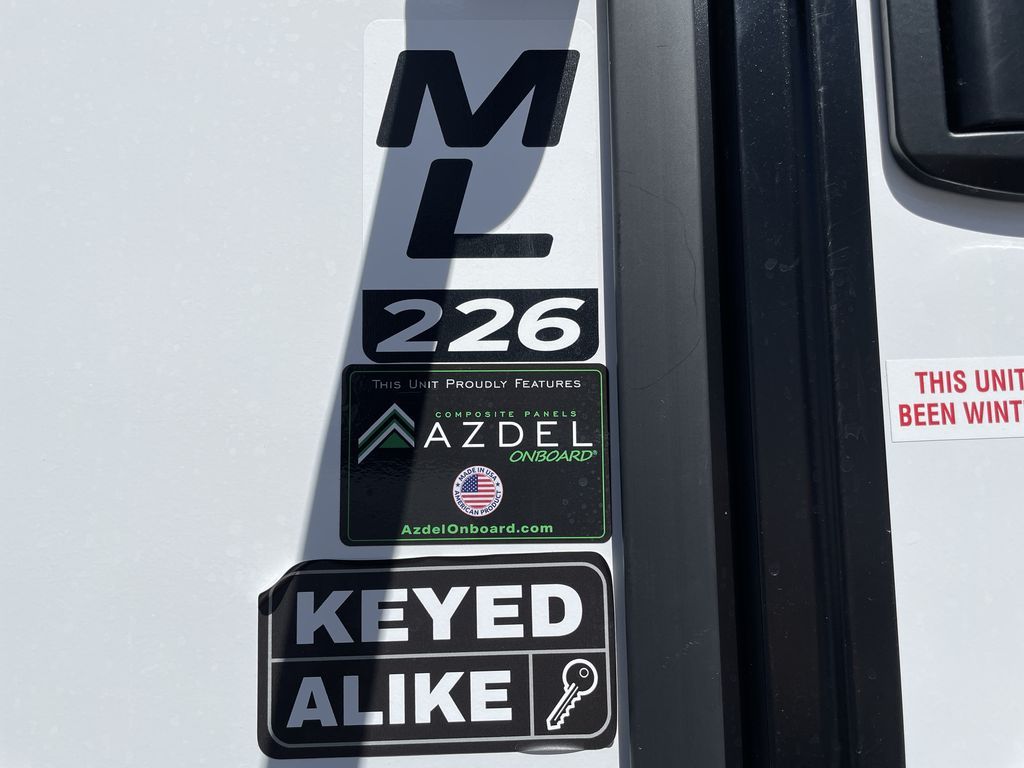 M
L
226
THIS UNIT PROUDLY FEATURES
COMPOSITE PANELS
AZDEL
ONBOARD®
MADE IN USA
AMERICAN PRODUCT
AzdelOnboard.com
KEYED
ALIKE
THIS UNIT
BEEN WINT